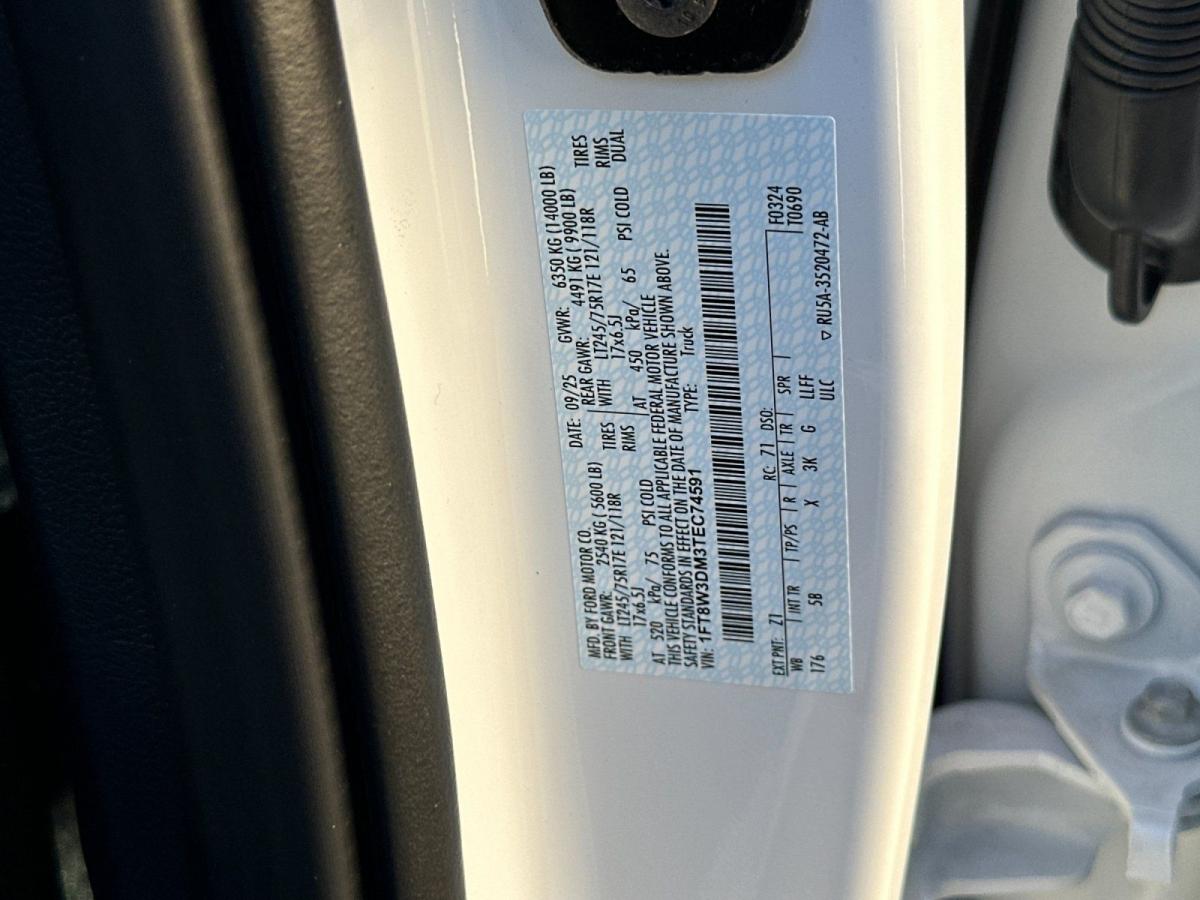 MFD. BY FORD MOTOR CO.
DATE: 09/25 GVWR: 6350 KG (14000 LB)
FRONT GAWR: 2540 KG ( 5600 LB)
REAR GAWR: 4491 KG ( 9900 LB)
WITH LT245/75R17E 121/118R TIRES
WITH LT245/75R17E 121/118R TIRES
17x6.5J RIMS
17x6.5J RIMS
AT 520 kPa/ 75 PSI COLD
AT 450 kPa/ 65 PSI COLD DUAL
THIS VEHICLE CONFORMS TO ALL APPLICABLE FEDERAL MOTOR VEHICLE
SAFETY STANDARDS IN EFFECT ON THE DATE OF MANUFACTURE SHOWN ABOVE.
VIN: 1FT8W3DM3TEC74591 TYPE: Truck
F0324
T0690
EXT PNT: Z1 RC: 71 DSO:
WB INT TR TP/PS R AXLE TR SPR
176 5B X 3K G LLFF
ULC
▽ RU5A-3520472-AB